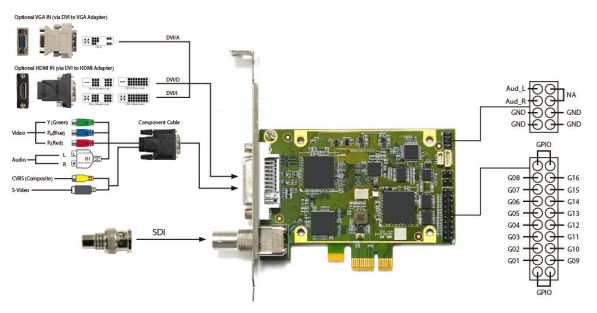 Optional VGA IN (via DVI to VGA Adapter)
DVI/A
Optional HDMI IN (via DVI to HDMI Adapter)
DVI/D
DVI/I
Component Cable
Video
Y (Green)
PB(Blue)
PR(Red)
Audio
L
R
L
R
CVBS (Composite)
S-Video
SDI
Aud_L
Aud_R
NA
GND
GND
GND
GND
GPIO
G08
G16
G07
G15
G06
G14
G05
G13
G04
G12
G03
G11
G02
G10
G01
G09
GPIO